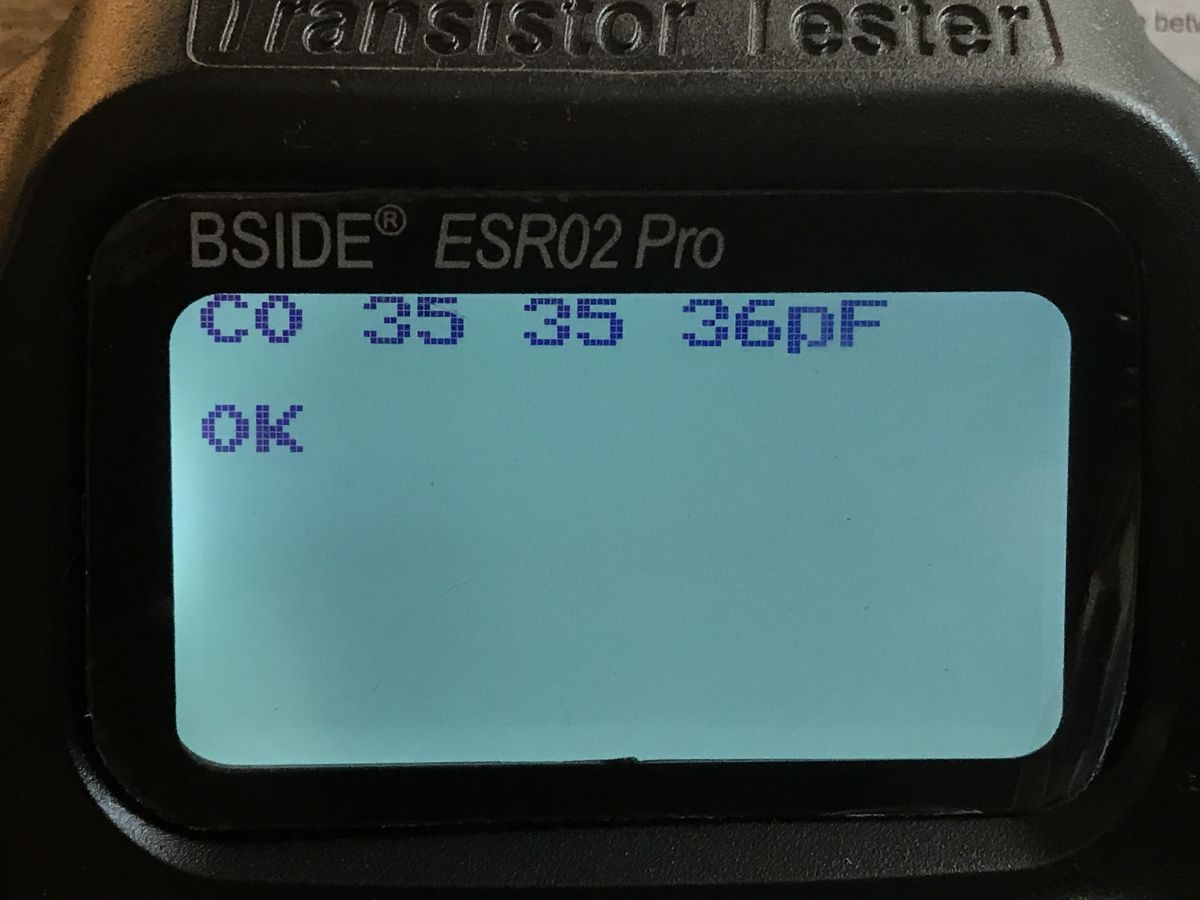 Transistor Tester
BSIDE® ESR02 Pro
C0 35 35 36pF
OK